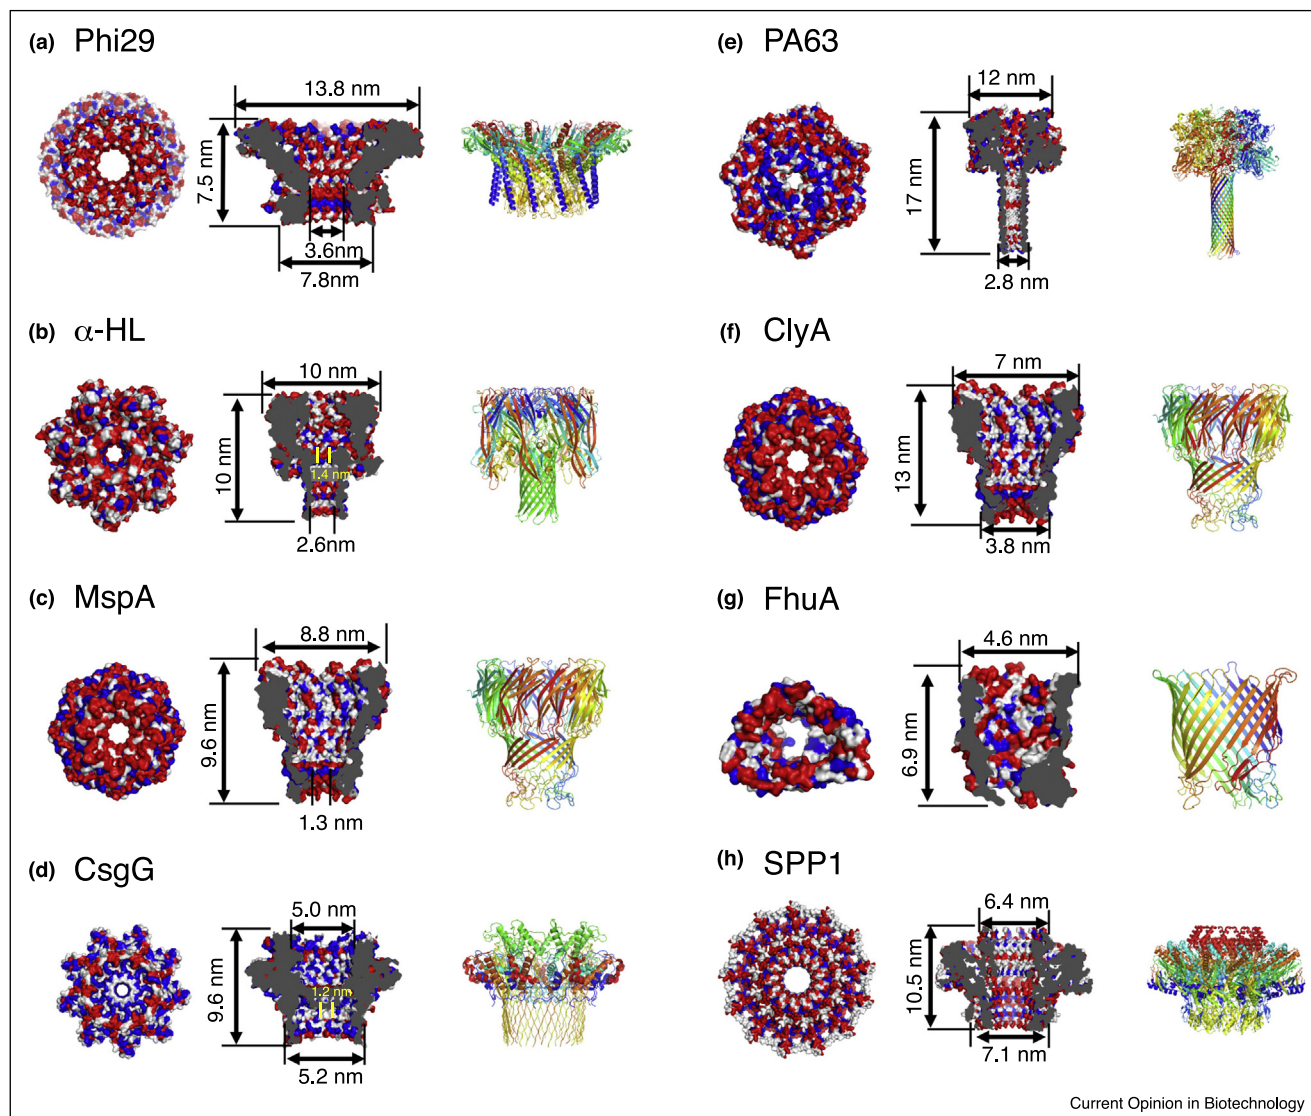 (a) Phi29
13.8 nm
7.5 nm
3.6nm
7.8nm
(b) α-HL
10 nm
10 nm
1.4 nm
2.6nm
(c) MspA
8.8 nm
9.6 nm
1.3 nm
(d) CsgG
5.0 nm
9.6 nm
1.2 nm
5.2 nm
(e) PA63
12 nm
17 nm
2.8 nm
(f) ClyA
7 nm
13 nm
3.8 nm
(g) FhuA
4.6 nm
6.9 nm
(h) SPP1
6.4 nm
10.5 nm
7.1 nm
Current Opinion in Biotechnology